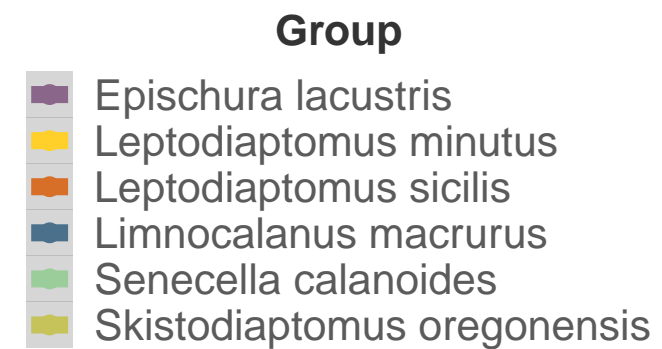 Group
Epischura lacustris
Leptodiaptomus minutus
Leptodiaptomus sicilis
Limnocalanus macrurus
Senecella calanoides
Skistodiaptomus oregonensis